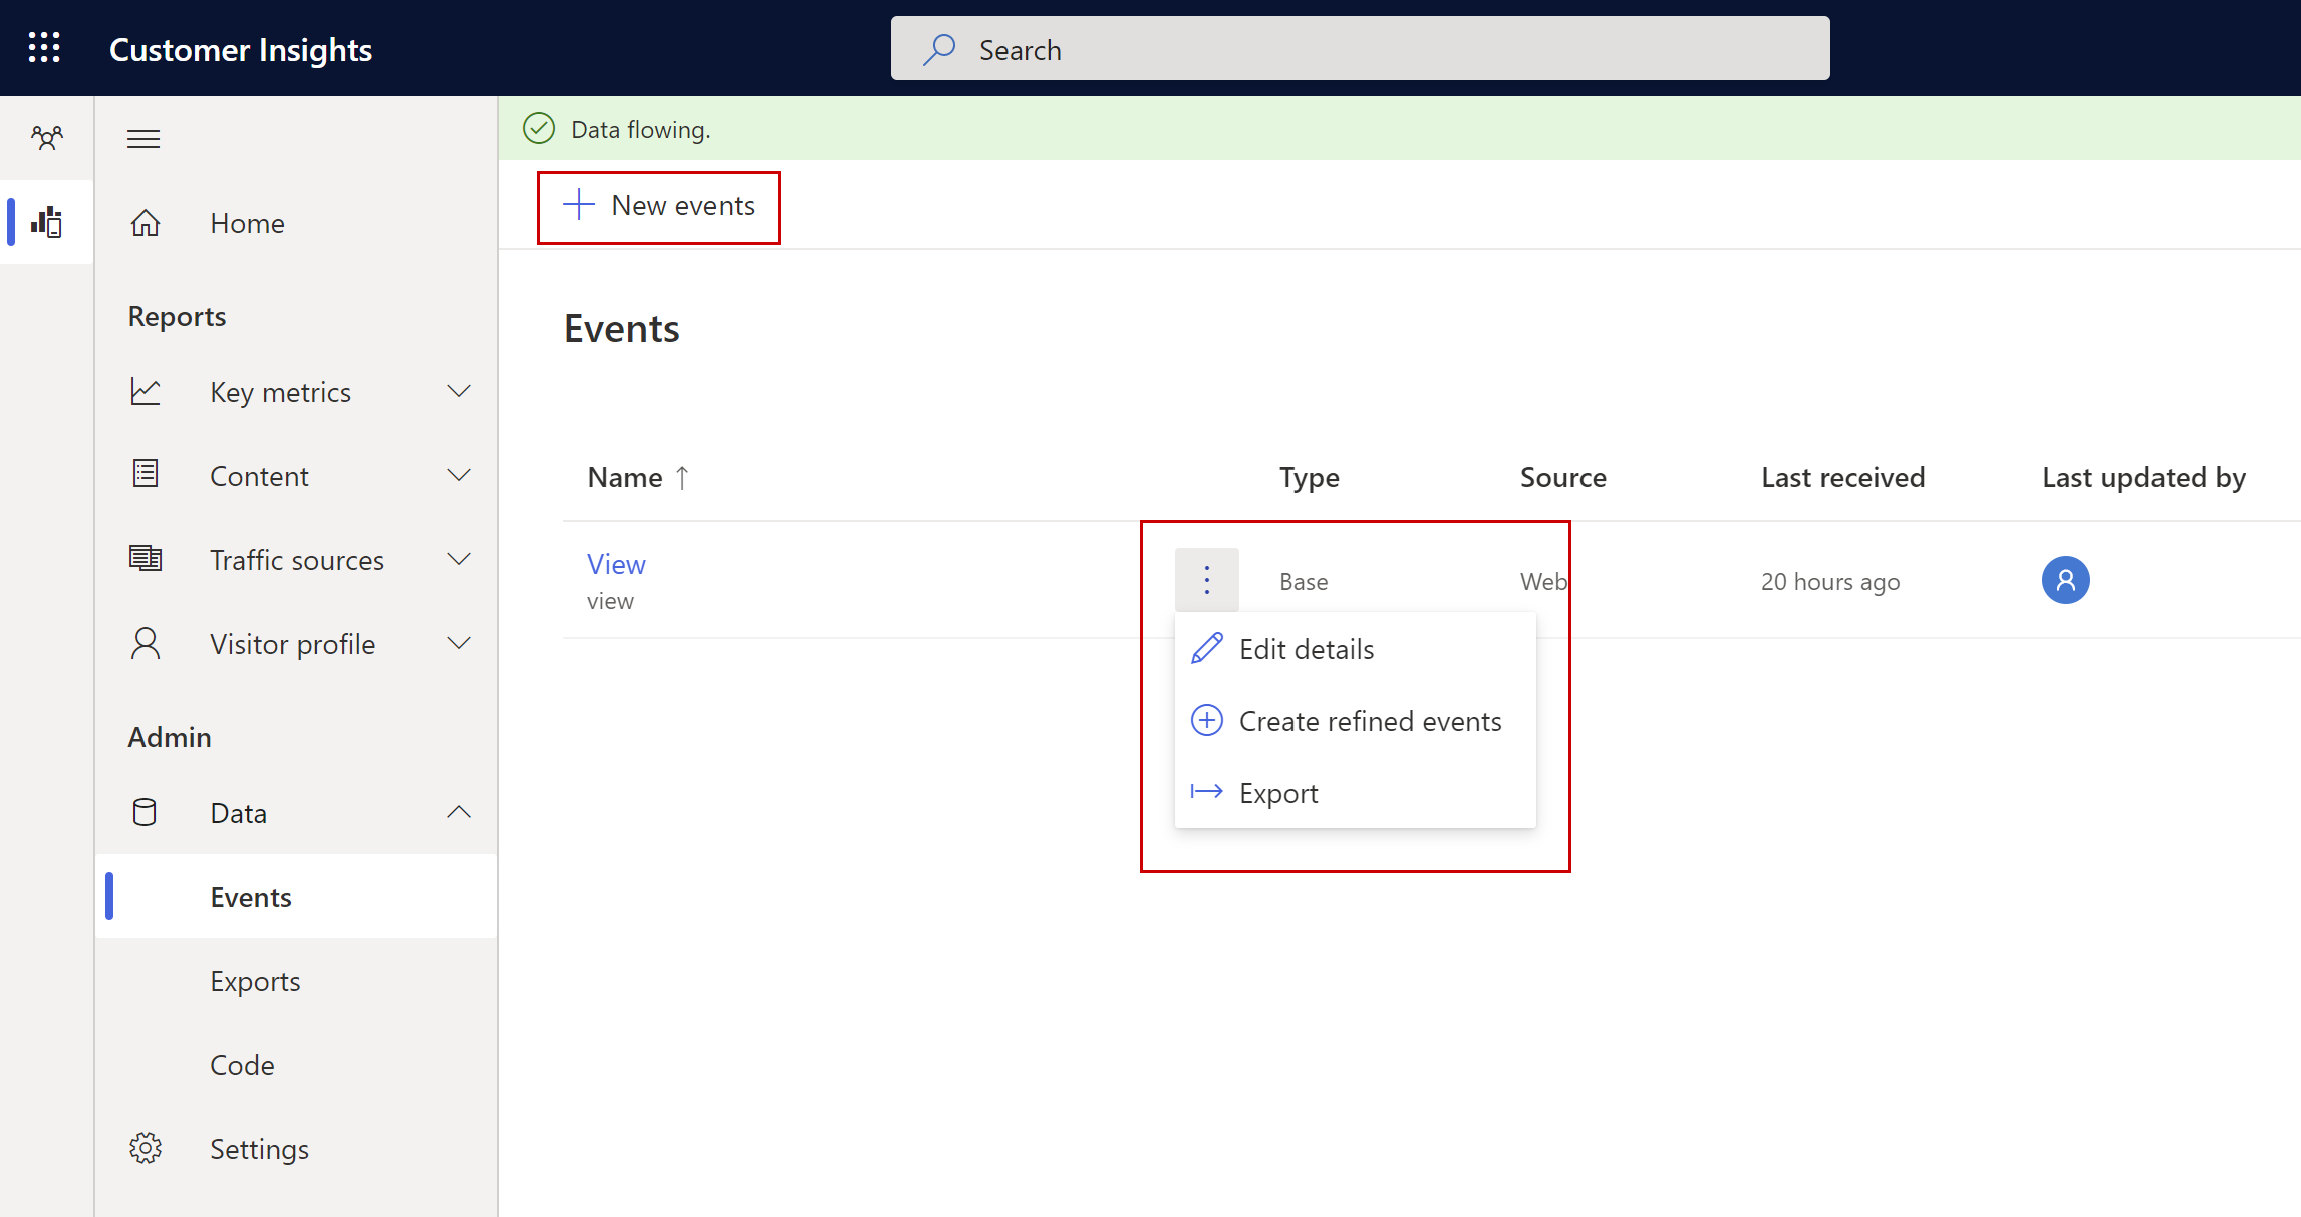 Customer Insights
Search
Data flowing.
New events
Home
Reports
Key metrics
Content
Traffic sources
Visitor profile
Admin
Data
Events
Exports
Code
Settings
Events
Name ↑ Type Source Last received Last updated by
View
view
Base Web 20 hours ago
Edit details
Create refined events
Export